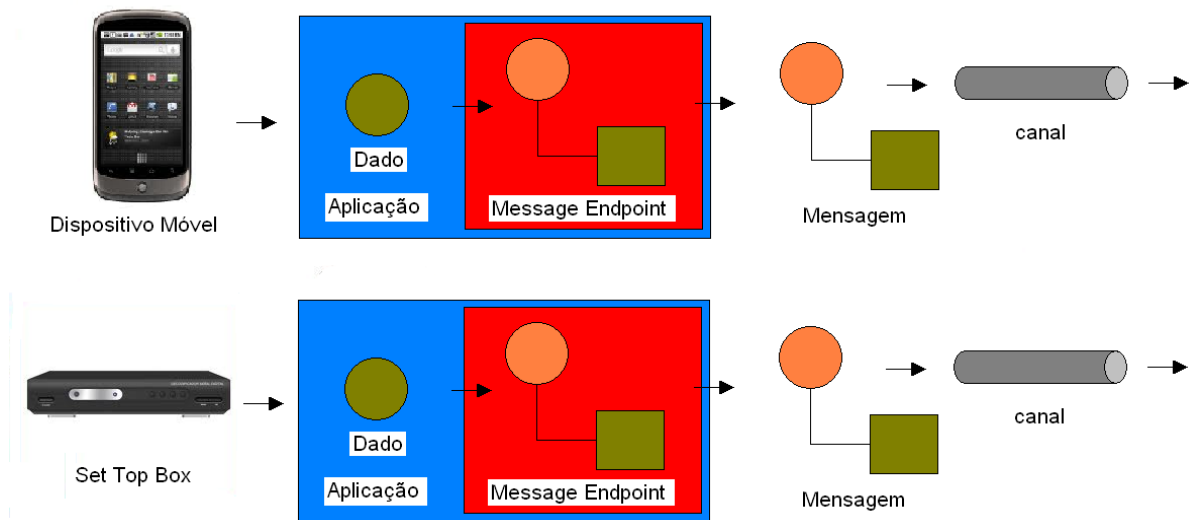 Dado
Aplicação
Message Endpoint
Dispositivo Móvel
Mensagem
canal
Dado
Aplicação
Message Endpoint
Set Top Box
Mensagem
canal